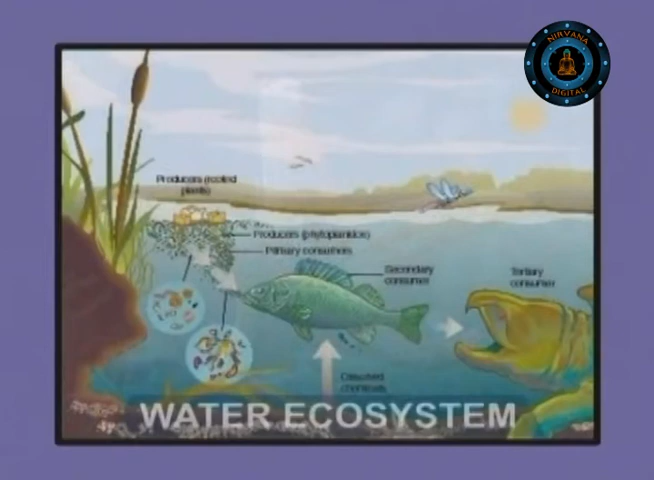 NIRVANA
DIGITAL
Producers (rooted
plants)
Producers (phytoplankton)
Primary consumers
Secondary
consumer
Tertiary
consumer
Dissolved
chemicals
WATER ECOSYSTEM